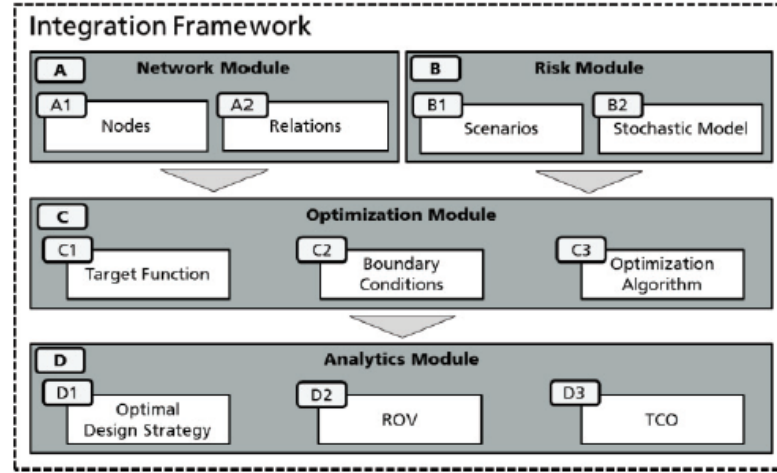 Integration Framework
A Network Module
A1 Nodes
A2 Relations
B Risk Module
B1 Scenarios
B2 Stochastic Model
C Optimization Module
C1 Target Function
C2 Boundary
Conditions
C3 Optimization
Algorithm
D Analytics Module
D1 Optimal
Design Strategy
D2 ROV
D3 TCO